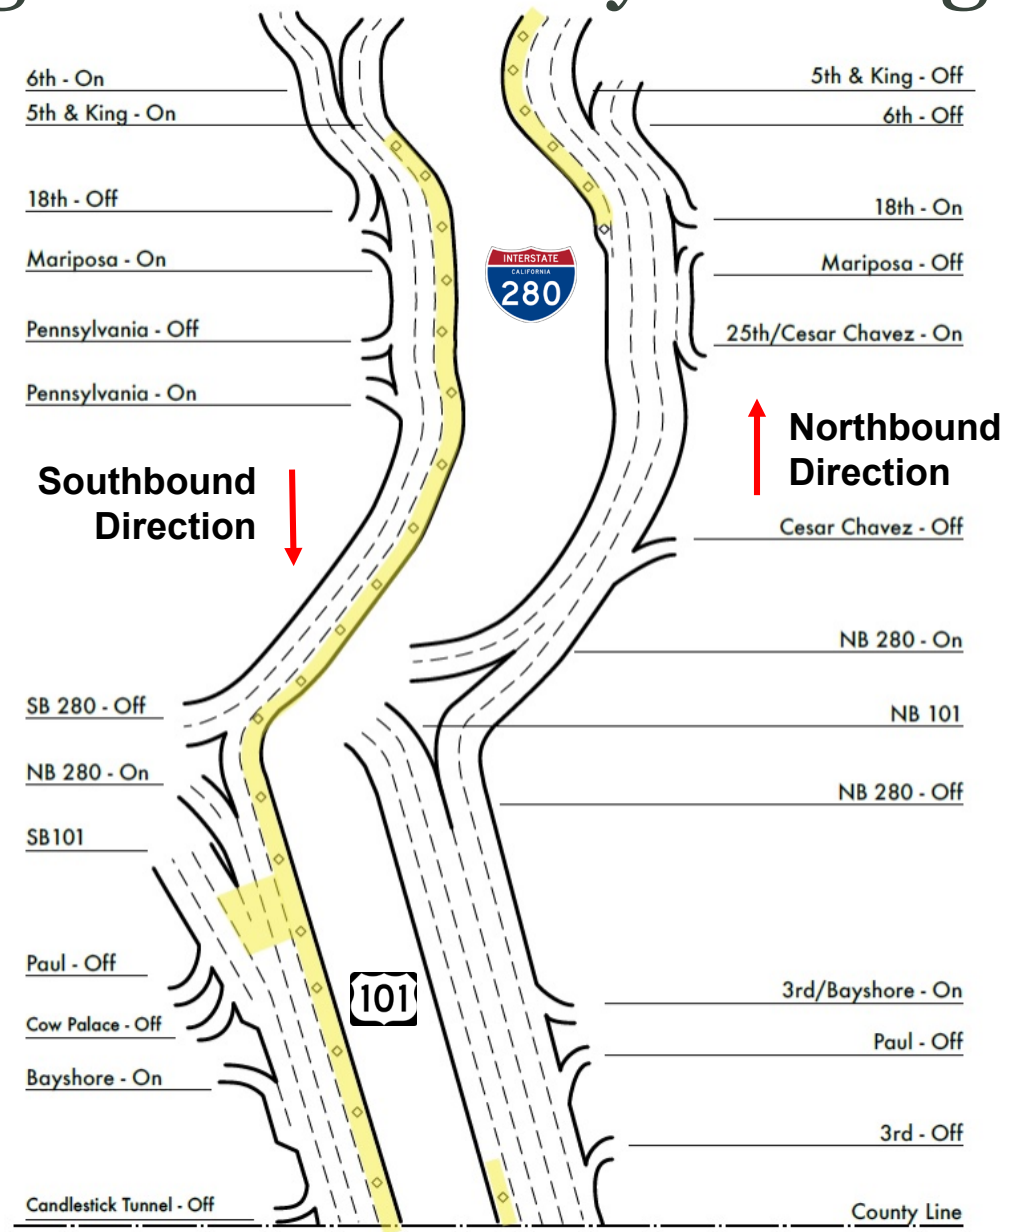 6th - On
5th & King - On
18th - Off
Mariposa - On
Pennsylvania - Off
Pennsylvania - On
Southbound
Direction
SB 280 - Off
NB 280 - On
SB101
Paul - Off
Cow Palace - Off
Bayshore - On
Candlestick Tunnel - Off
INTERSTATE
CALIFORNIA
280
101
5th & King - Off
6th - Off
18th - On
Mariposa - Off
25th/Cesar Chavez - On
Northbound
Direction
Cesar Chavez - Off
NB 280 - On
NB 101
NB 280 - Off
3rd/Bayshore - On
Paul - Off
3rd - Off
County Line